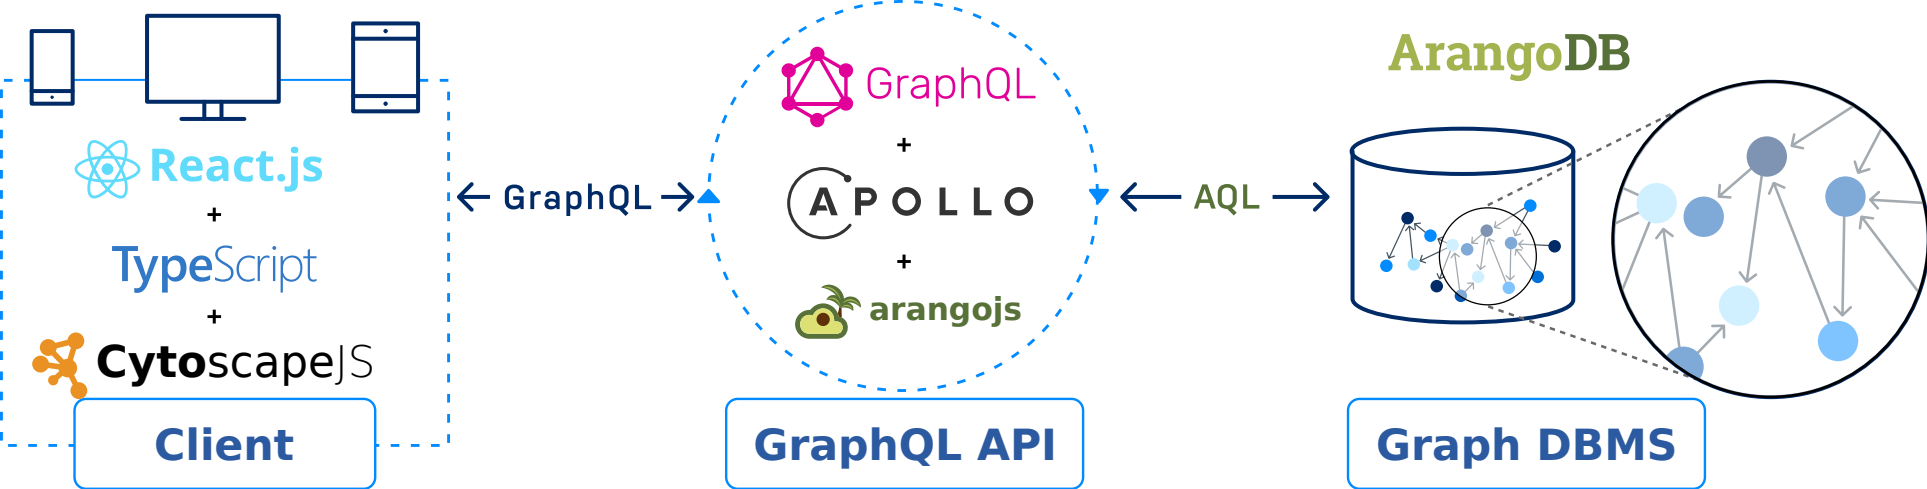 React.js
+
TypeScript
+
CytoscapeJS
Client
GraphQL
GraphQL
+
APOLLO
+
arangojs
GraphQL API
AQL
ArangoDB
Graph DBMS